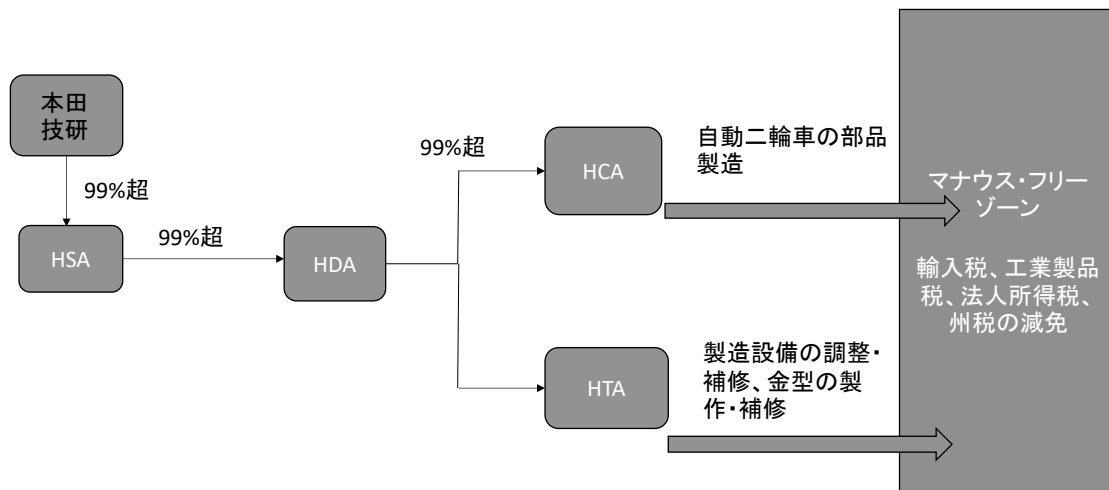 本田
技研
99%超
HSA
99%超
HDA
99%超
HCA
自動二輪車の部品
製造
HTA
製造設備の調整・
補修、金型の製
作・補修
マナウス・フリー
ゾーン
輸入税、工業製品
税、法人所得税、
州税の減免